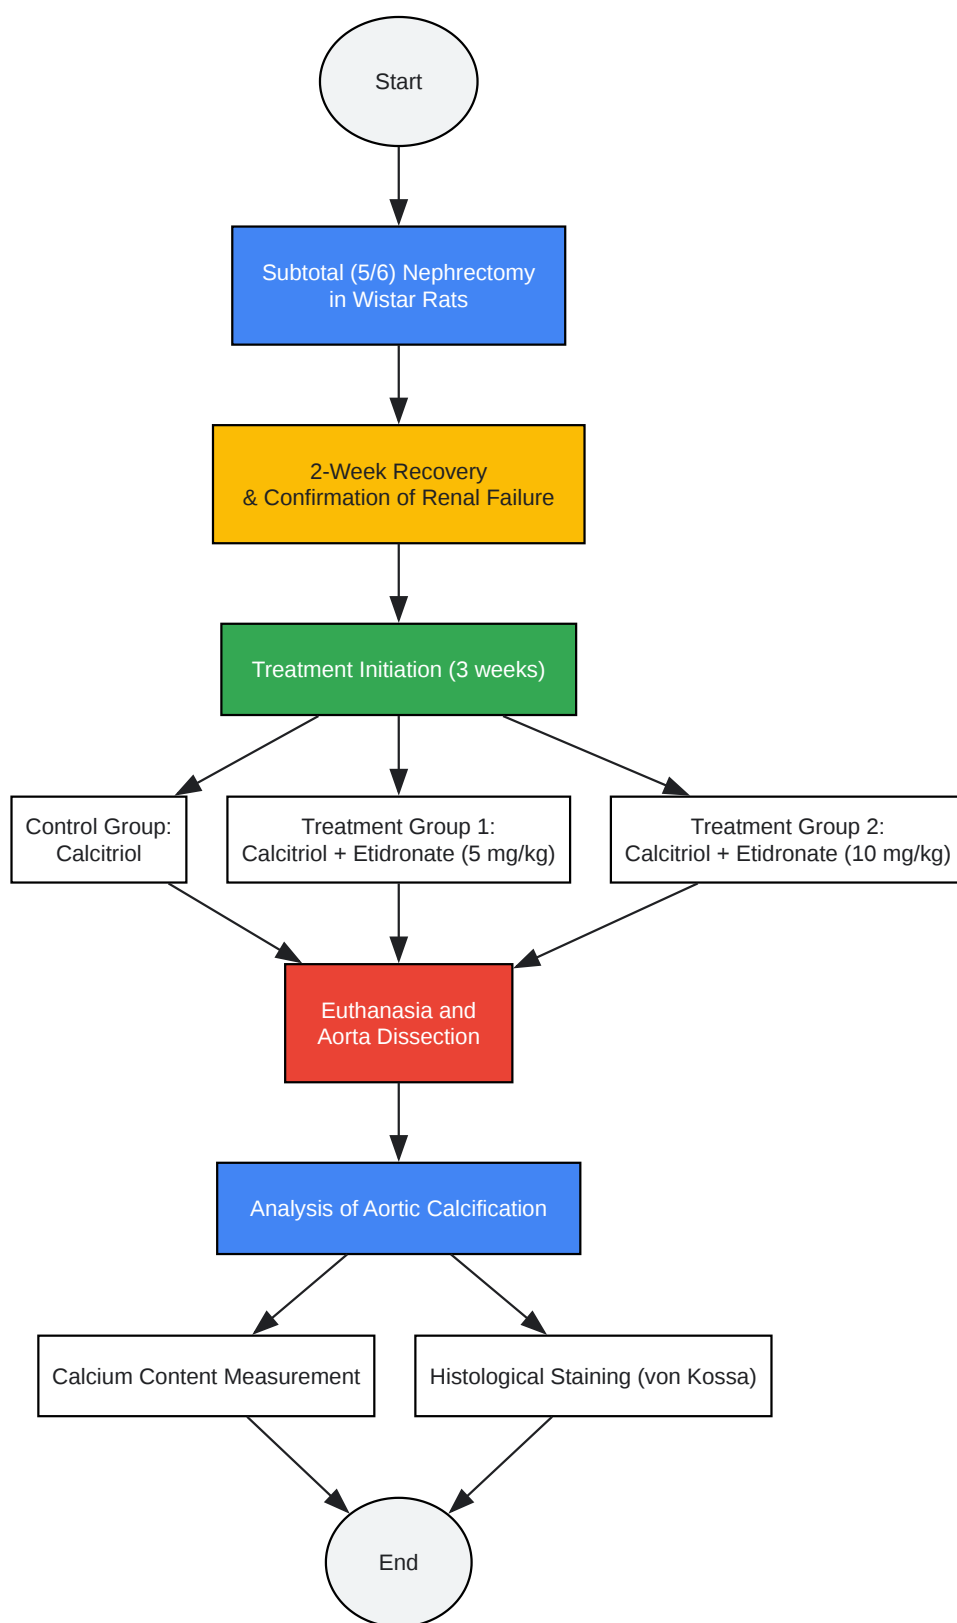 Start
Subtotal (5/6) Nephrectomy
in Wistar Rats
2-Week Recovery
& Confirmation of Renal Failure
Treatment Initiation (3 weeks)
Control Group:
Calcitriol
Treatment Group 1:
Calcitriol + Etidronate (5 mg/kg)
Treatment Group 2:
Calcitriol + Etidronate (10 mg/kg)
Euthanasia and
Aorta Dissection
Analysis of Aortic Calcification
Calcium Content Measurement
Histological Staining (von Kossa)
End